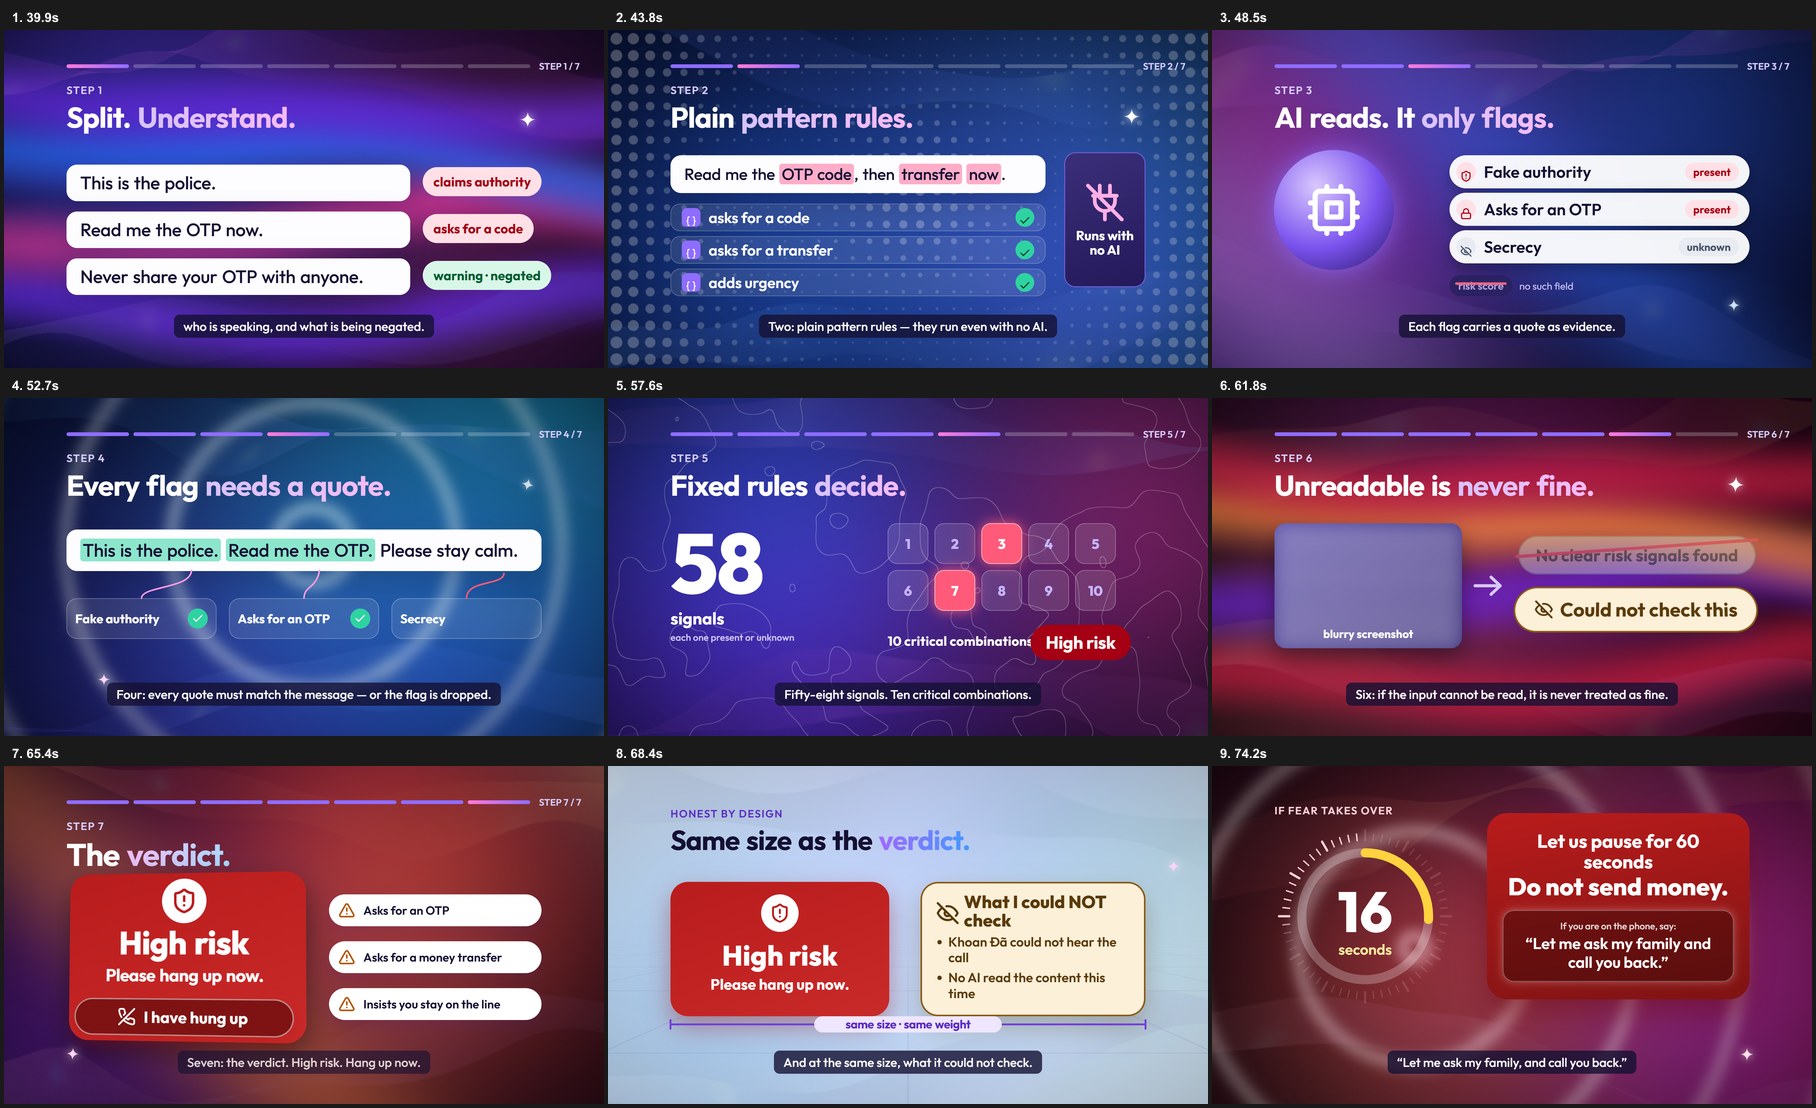 1. 39.9s
STEP 1 / 7
STEP 1
Split. Understand.
This is the police.
claims authority
Read me the OTP now.
asks for a code
Never share your OTP with anyone.
warning · negated
who is speaking, and what is being negated.
2. 43.8s
STEP 2 / 7
STEP 2
Plain pattern rules.
Read me the OTP code, then transfer now.
{ } asks for a code
{ } asks for a transfer
{ } adds urgency
Runs with
no AI
Two: plain pattern rules — they run even with no AI.
3. 48.5s
STEP 3 / 7
STEP 3
AI reads. It only flags.
Fake authority
present
Asks for an OTP
present
Secrecy
unknown
risk score
no such field
Each flag carries a quote as evidence.
4. 52.7s
STEP 4 / 7
STEP 4
Every flag needs a quote.
This is the police. Read me the OTP. Please stay calm.
Fake authority
Asks for an OTP
Secrecy
Four: every quote must match the message — or the flag is dropped.
5. 57.6s
STEP 5 / 7
STEP 5
Fixed rules decide.
58
signals
each one present or unknown
1 2 3 4 5
6 7 8 9 10
10 critical combinations
High risk
Fifty-eight signals. Ten critical combinations.
6. 61.8s
STEP 6 / 7
STEP 6
Unreadable is never fine.
blurry screenshot
No clear risk signals found
Could not check this
Six: if the input cannot be read, it is never treated as fine.
7. 65.4s
STEP 7 / 7
STEP 7
The verdict.
High risk
Please hang up now.
I have hung up
Asks for an OTP
Asks for a money transfer
Insists you stay on the line
Seven: the verdict. High risk. Hang up now.
8. 68.4s
HONEST BY DESIGN
Same size as the verdict.
High risk
Please hang up now.
What I could NOT
check
• Khoan Đã could not hear the
call
• No AI read the content this
time
same size · same weight
And at the same size, what it could not check.
9. 74.2s
IF FEAR TAKES OVER
16
seconds
Let us pause for 60
seconds
Do not send money.
If you are on the phone, say:
“Let me ask my family and
call you back.”
“Let me ask my family, and call you back.”